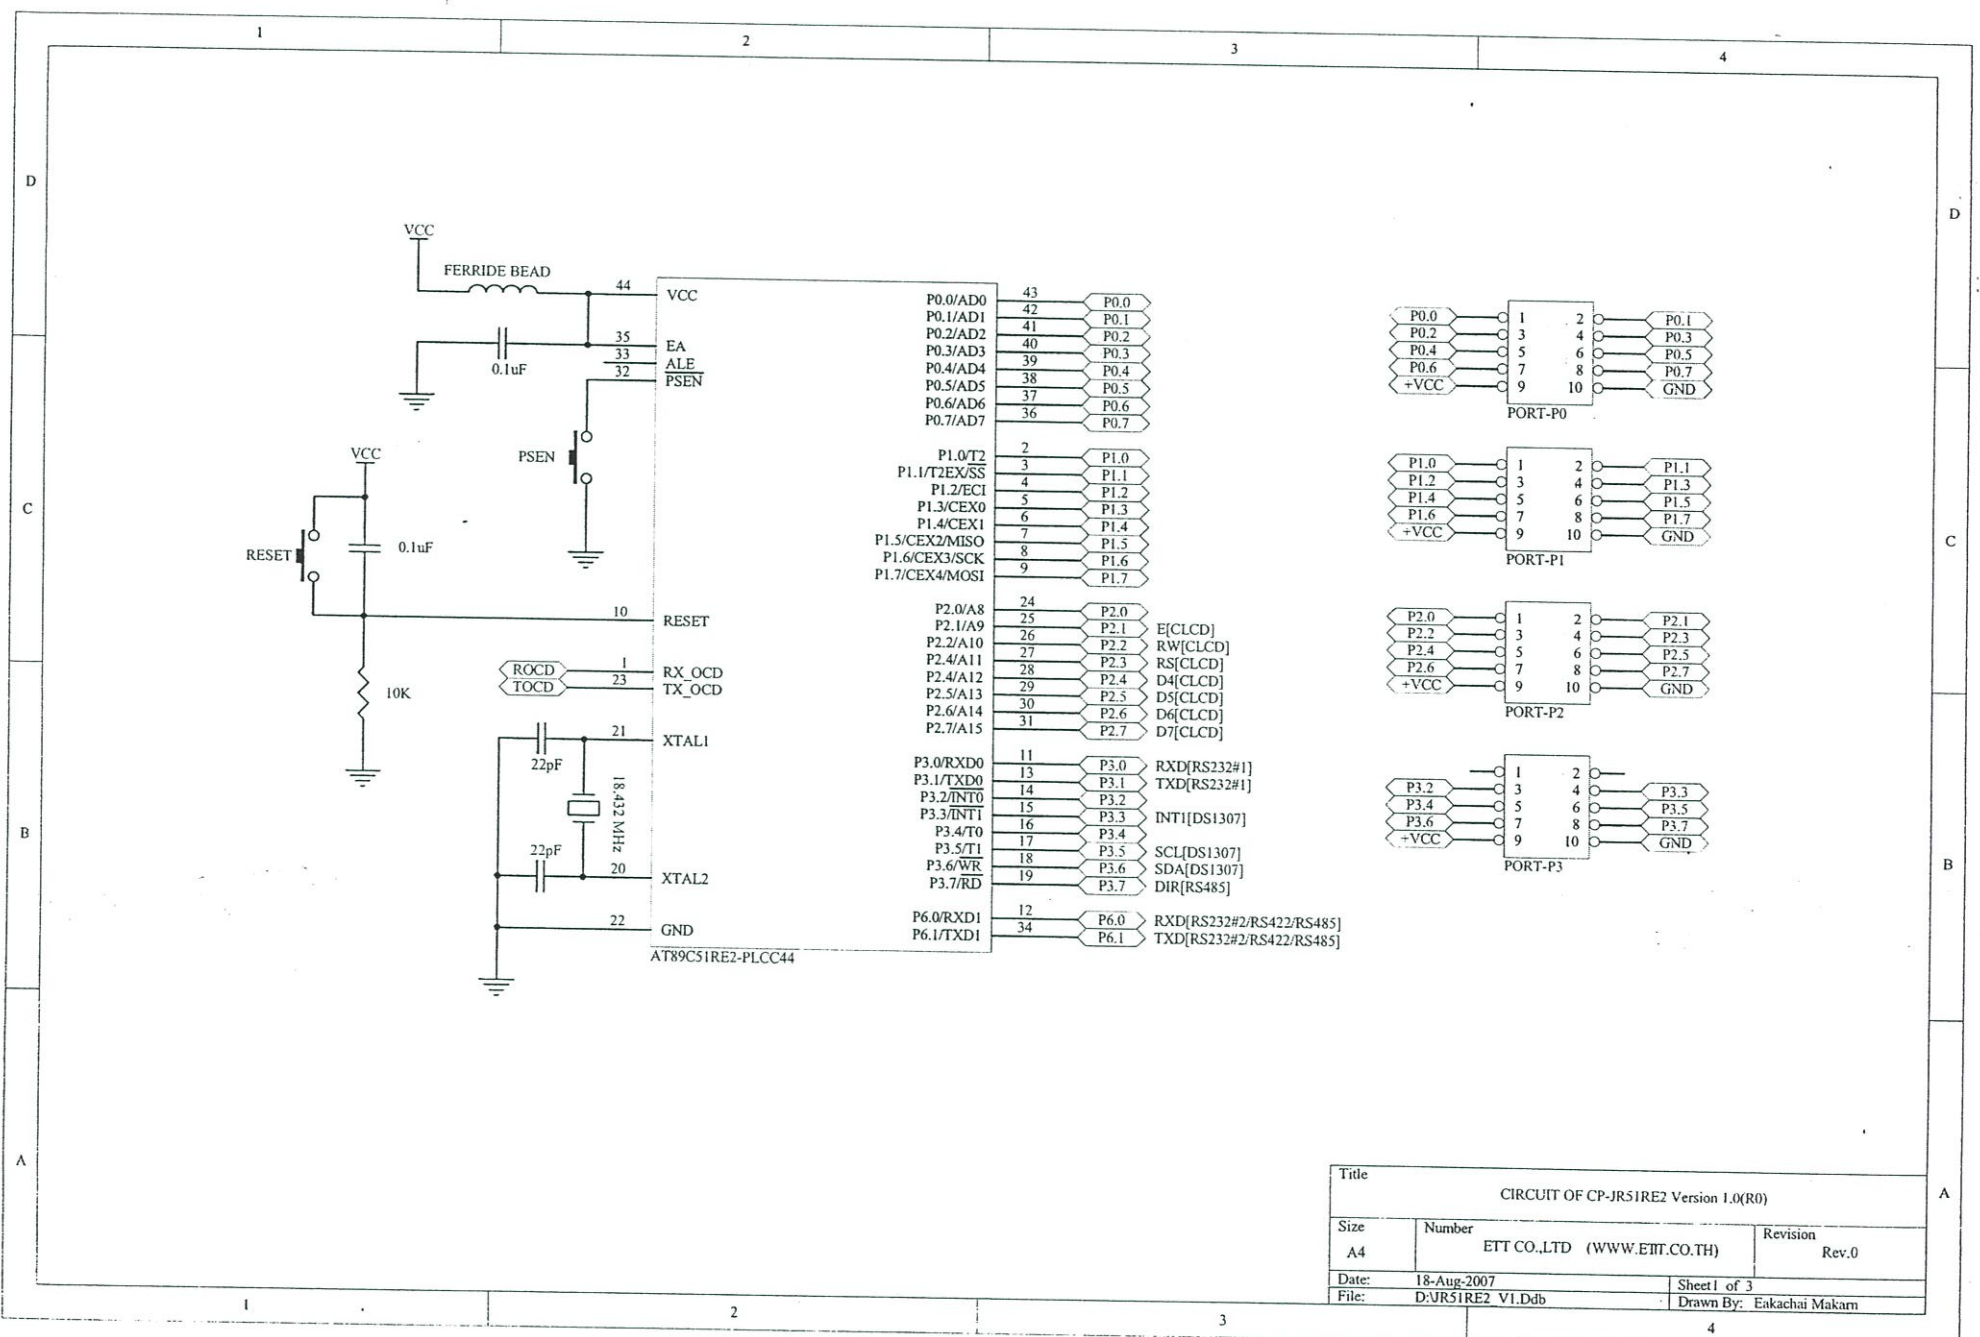 1
2
3
4
D
D
C
C
B
B
A
A
VCC
FERRIDE BEAD
0.1uF
PSEN
VCC
RESET
0.1uF
10K
ROCD
TOCD
22pF
18.432 MHz
22pF
44 VCC
35 EA
33 ALE
32 PSEN
10 RESET
1 RX_OCD
23 TX_OCD
21 XTAL1
20 XTAL2
22 GND
AT89C51RE2-PLCC44
P0.0/AD0 43 P0.0
P0.1/AD1 42 P0.1
P0.2/AD2 41 P0.2
P0.3/AD3 40 P0.3
P0.4/AD4 39 P0.4
P0.5/AD5 38 P0.5
P0.6/AD6 37 P0.6
P0.7/AD7 36 P0.7
P1.0/T2 2 P1.0
P1.1/T2EX/SS 3 P1.1
P1.2/ECI 4 P1.2
P1.3/CEX0 5 P1.3
P1.4/CEX1 6 P1.4
P1.5/CEX2/MISO 7 P1.5
P1.6/CEX3/SCK 8 P1.6
P1.7/CEX4/MOSI 9 P1.7
P2.0/A8 24 P2.0
P2.1/A9 25 P2.1 E[CLCD]
P2.2/A10 26 P2.2 RW[CLCD]
P2.4/A11 27 P2.3 RS[CLCD]
P2.4/A12 28 P2.4 D4[CLCD]
P2.5/A13 29 P2.5 D5[CLCD]
P2.6/A14 30 P2.6 D6[CLCD]
P2.7/A15 31 P2.7 D7[CLCD]
P3.0/RXD0 11 P3.0 RXD[RS232#1]
P3.1/TXD0 13 P3.1 TXD[RS232#1]
P3.2/INT0 14 P3.2
P3.3/INT1 15 P3.3 INT1[DS1307]
P3.4/T0 16 P3.4
P3.5/T1 17 P3.5 SCL[DS1307]
P3.6/WR 18 P3.6 SDA[DS1307]
P3.7/RD 19 P3.7 DIR[RS485]
P6.0/RXD1 12 P6.0 RXD[RS232#2/RS422/RS485]
P6.1/TXD1 34 P6.1 TXD[RS232#2/RS422/RS485]
P0.0 1 2 P0.1
P0.2 3 4 P0.3
P0.4 5 6 P0.5
P0.6 7 8 P0.7
+VCC 9 10 GND
PORT-P0
P1.0 1 2 P1.1
P1.2 3 4 P1.3
P1.4 5 6 P1.5
P1.6 7 8 P1.7
+VCC 9 10 GND
PORT-P1
P2.0 1 2 P2.1
P2.2 3 4 P2.3
P2.4 5 6 P2.5
P2.6 7 8 P2.7
+VCC 9 10 GND
PORT-P2
1 2
P3.2 3 4 P3.3
P3.4 5 6 P3.5
P3.6 7 8 P3.7
+VCC 9 10 GND
PORT-P3
Title
CIRCUIT OF CP-JR51RE2 Version 1.0(R0)
Size
A4
Number
ETT CO.,LTD (WWW.ETT.CO.TH)
Revision
Rev.0
Date: 18-Aug-2007
Sheet1 of 3
File: D:\JR51RE2_V1.Ddb
Drawn By: Eakachai Makarn
1
2
3
4